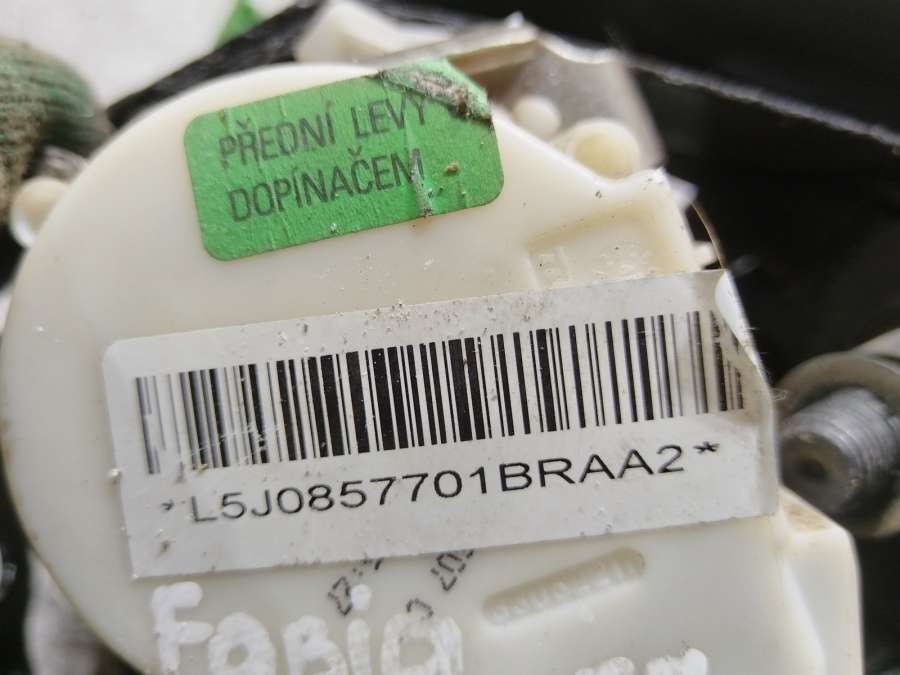 PŘEDNÍ LEVÝ
DOPÍNAČEM
*L5J0857701BRAA2*
Fabia